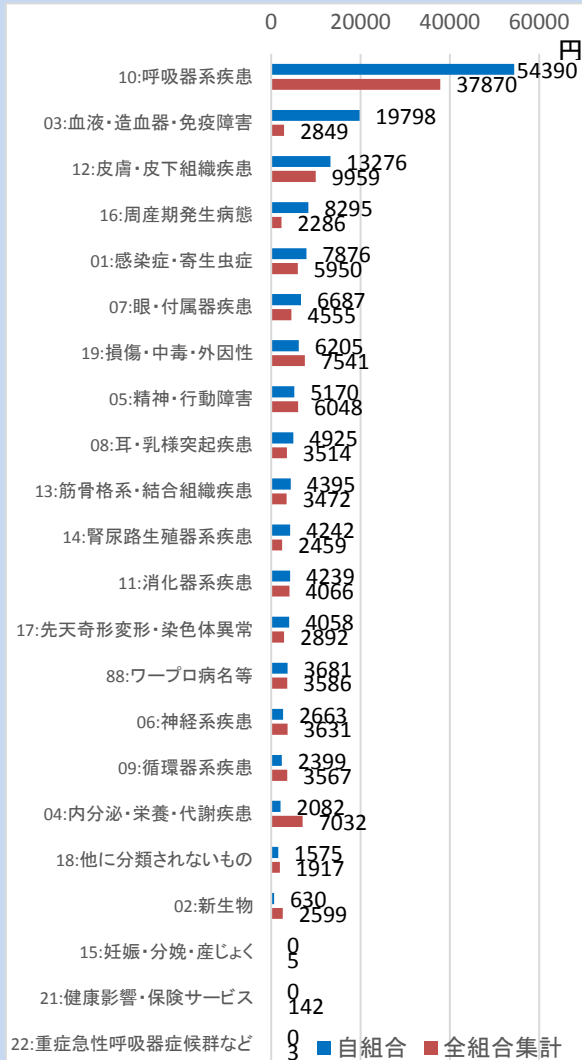 0 20000 40000 60000
円
10:呼吸器系疾患 54390
37870
03:血液・造血器・免疫障害 19798
2849
12:皮膚・皮下組織疾患 13276
9959
16:周産期発生病態 8295
2286
01:感染症・寄生虫症 7876
5950
07:眼・付属器疾患 6687
4555
19:損傷・中毒・外因性 6205
7541
05:精神・行動障害 5170
6048
08:耳・乳様突起疾患 4925
3514
13:筋骨格系・結合組織疾患 4395
3472
14:腎尿路生殖器系疾患 4242
2459
11:消化器系疾患 4239
4066
17:先天奇形変形・染色体異常 4058
2892
88:ワープロ病名等 3681
3586
06:神経系疾患 2663
3631
09:循環器系疾患 2399
3567
04:内分泌・栄養・代謝疾患 2082
7032
18:他に分類されないもの 1575
1917
02:新生物 630
2599
15:妊娠・分娩・産じょく 0
5
21:健康影響・保険サービス 0
142
22:重症急性呼吸器症候群など 0
3
自組合 全組合集計